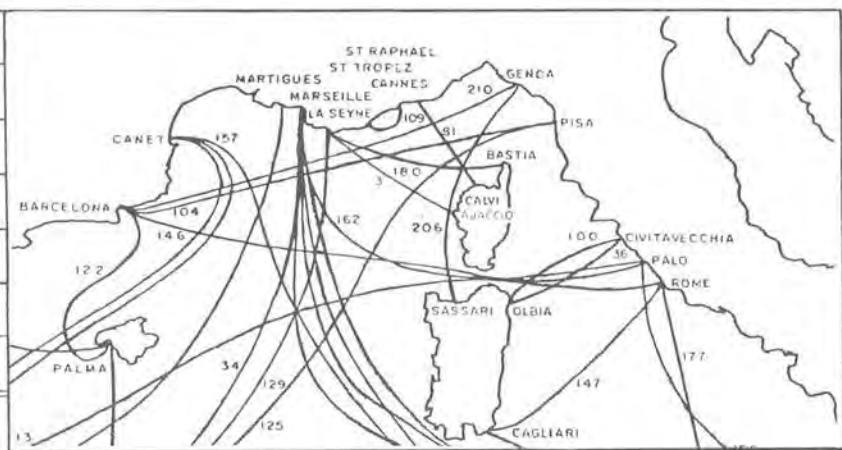 ST RAPHAEL
ST TROPEZ
CANNES
GENOA
210
MARTIGUES
MARSEILLE
LA SEYNE
109
81
PISA
CANET
157
180
BASTIA
3
BARCELONA
104
CALVI
AJACCIO
162
146
206
100
CIVITAVECCHIA
36
PALO
122
ROME
SASSARI
OLBIA
PALMA
34
177
129
147
125
13
CAGLIARI